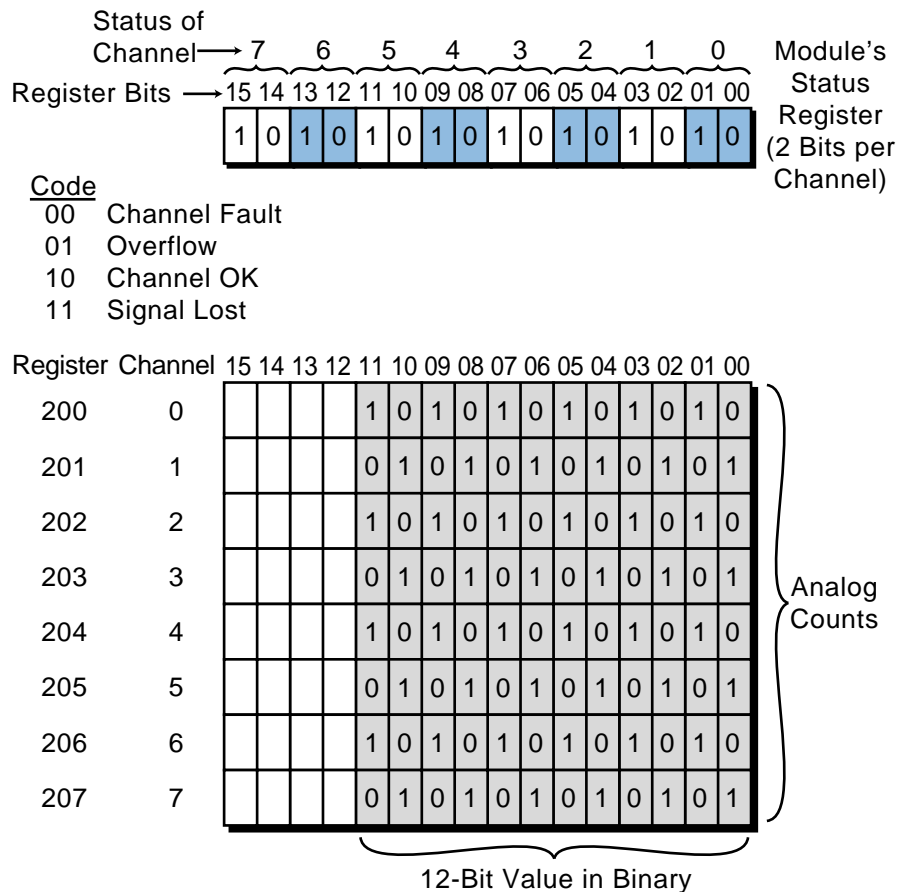 Status of
Channel 7 6 5 4 3 2 1 0
Register Bits 15 14 13 12 11 10 09 08 07 06 05 04 03 02 01 00
1 0 1 0 1 0 1 0 1 0 1 0 1 0 1 0
Module's
Status
Register
(2 Bits per
Channel)
Code
00 Channel Fault
01 Overflow
10 Channel OK
11 Signal Lost
Register Channel 15 14 13 12 11 10 09 08 07 06 05 04 03 02 01 00
200 0 1 0 1 0 1 0 1 0 1 0 1 0
201 1 0 1 0 1 0 1 0 1 0 1 0 1
202 2 1 0 1 0 1 0 1 0 1 0 1 0
203 3 0 1 0 1 0 1 0 1 0 1 0 1
204 4 1 0 1 0 1 0 1 0 1 0 1 0
205 5 0 1 0 1 0 1 0 1 0 1 0 1
206 6 1 0 1 0 1 0 1 0 1 0 1 0
207 7 0 1 0 1 0 1 0 1 0 1 0 1
Analog
Counts
12-Bit Value in Binary